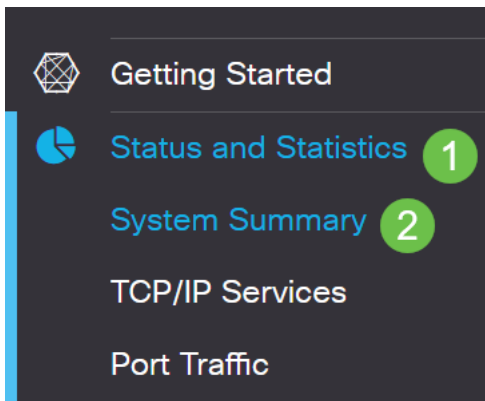 Getting Started
Status and Statistics 1
System Summary 2
TCP/IP Services
Port Traffic